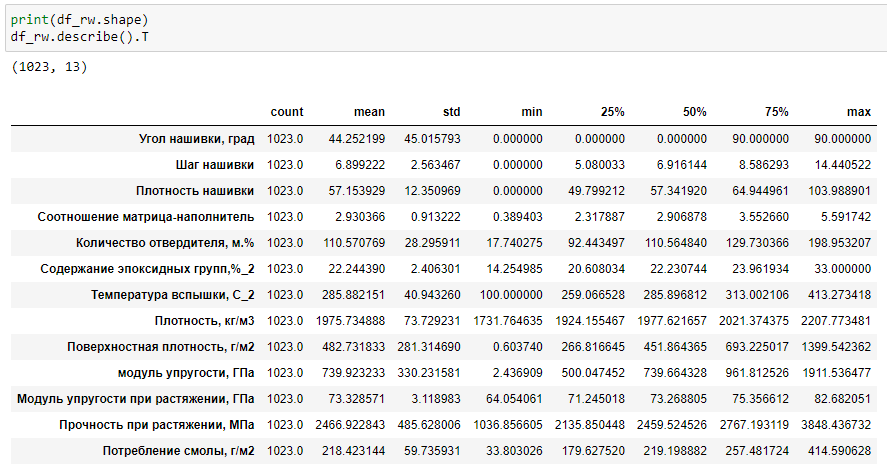 print(df_rw.shape)
df_rw.describe().T
(1023, 13)
count mean std min 25% 50% 75% max
Угол нашивки, град 1023.0 44.252199 45.015793 0.000000 0.000000 0.000000 90.000000 90.000000
Шаг нашивки 1023.0 6.899222 2.563467 0.000000 5.080033 6.916144 8.586293 14.440522
Плотность нашивки 1023.0 57.153929 12.350969 0.000000 49.799212 57.341920 64.944961 103.988901
Соотношение матрица-наполнитель 1023.0 2.930366 0.913222 0.389403 2.317887 2.906878 3.552660 5.591742
Количество отвердителя, м.% 1023.0 110.570769 28.295911 17.740275 92.443497 110.564840 129.730366 198.953207
Содержание эпоксидных групп,%_2 1023.0 22.244390 2.406301 14.254985 20.608034 22.230744 23.961934 33.000000
Температура вспышки, С_2 1023.0 285.882151 40.943260 100.000000 259.066528 285.896812 313.002106 413.273418
Плотность, кг/м3 1023.0 1975.734888 73.729231 1731.764635 1924.155467 1977.621657 2021.374375 2207.773481
Поверхностная плотность, г/м2 1023.0 482.731833 281.314690 0.603740 266.816645 451.864365 693.225017 1399.542362
модуль упругости, ГПа 1023.0 739.923233 330.231581 2.436909 500.047452 739.664328 961.812526 1911.536477
Модуль упругости при растяжении, ГПа 1023.0 73.328571 3.118983 64.054061 71.245018 73.268805 75.356612 82.682051
Прочность при растяжении, МПа 1023.0 2466.922843 485.628006 1036.856605 2135.850448 2459.524526 2767.193119 3848.436732
Потребление смолы, г/м2 1023.0 218.423144 59.735931 33.803026 179.627520 219.198882 257.481724 414.590628